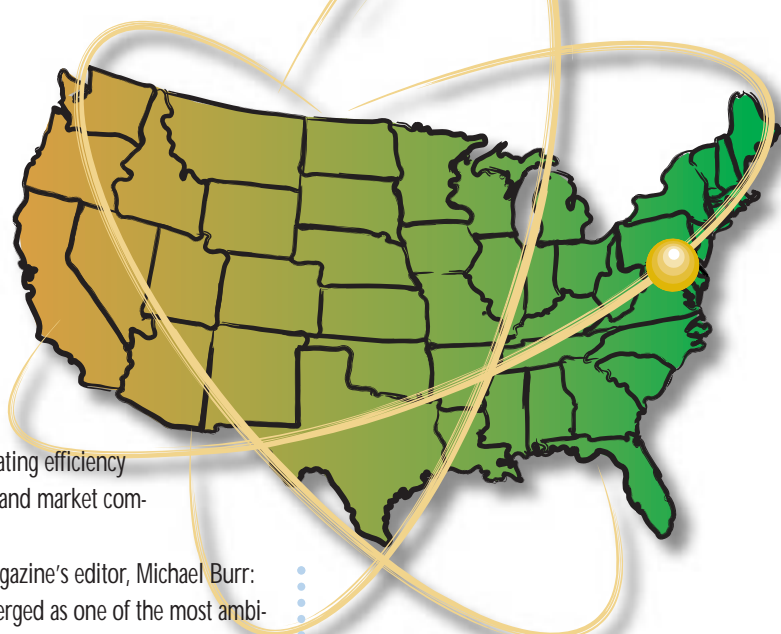 ating efficiency
and market com-
gazine's editor, Michael Burr:
erged as one of the most ambi-